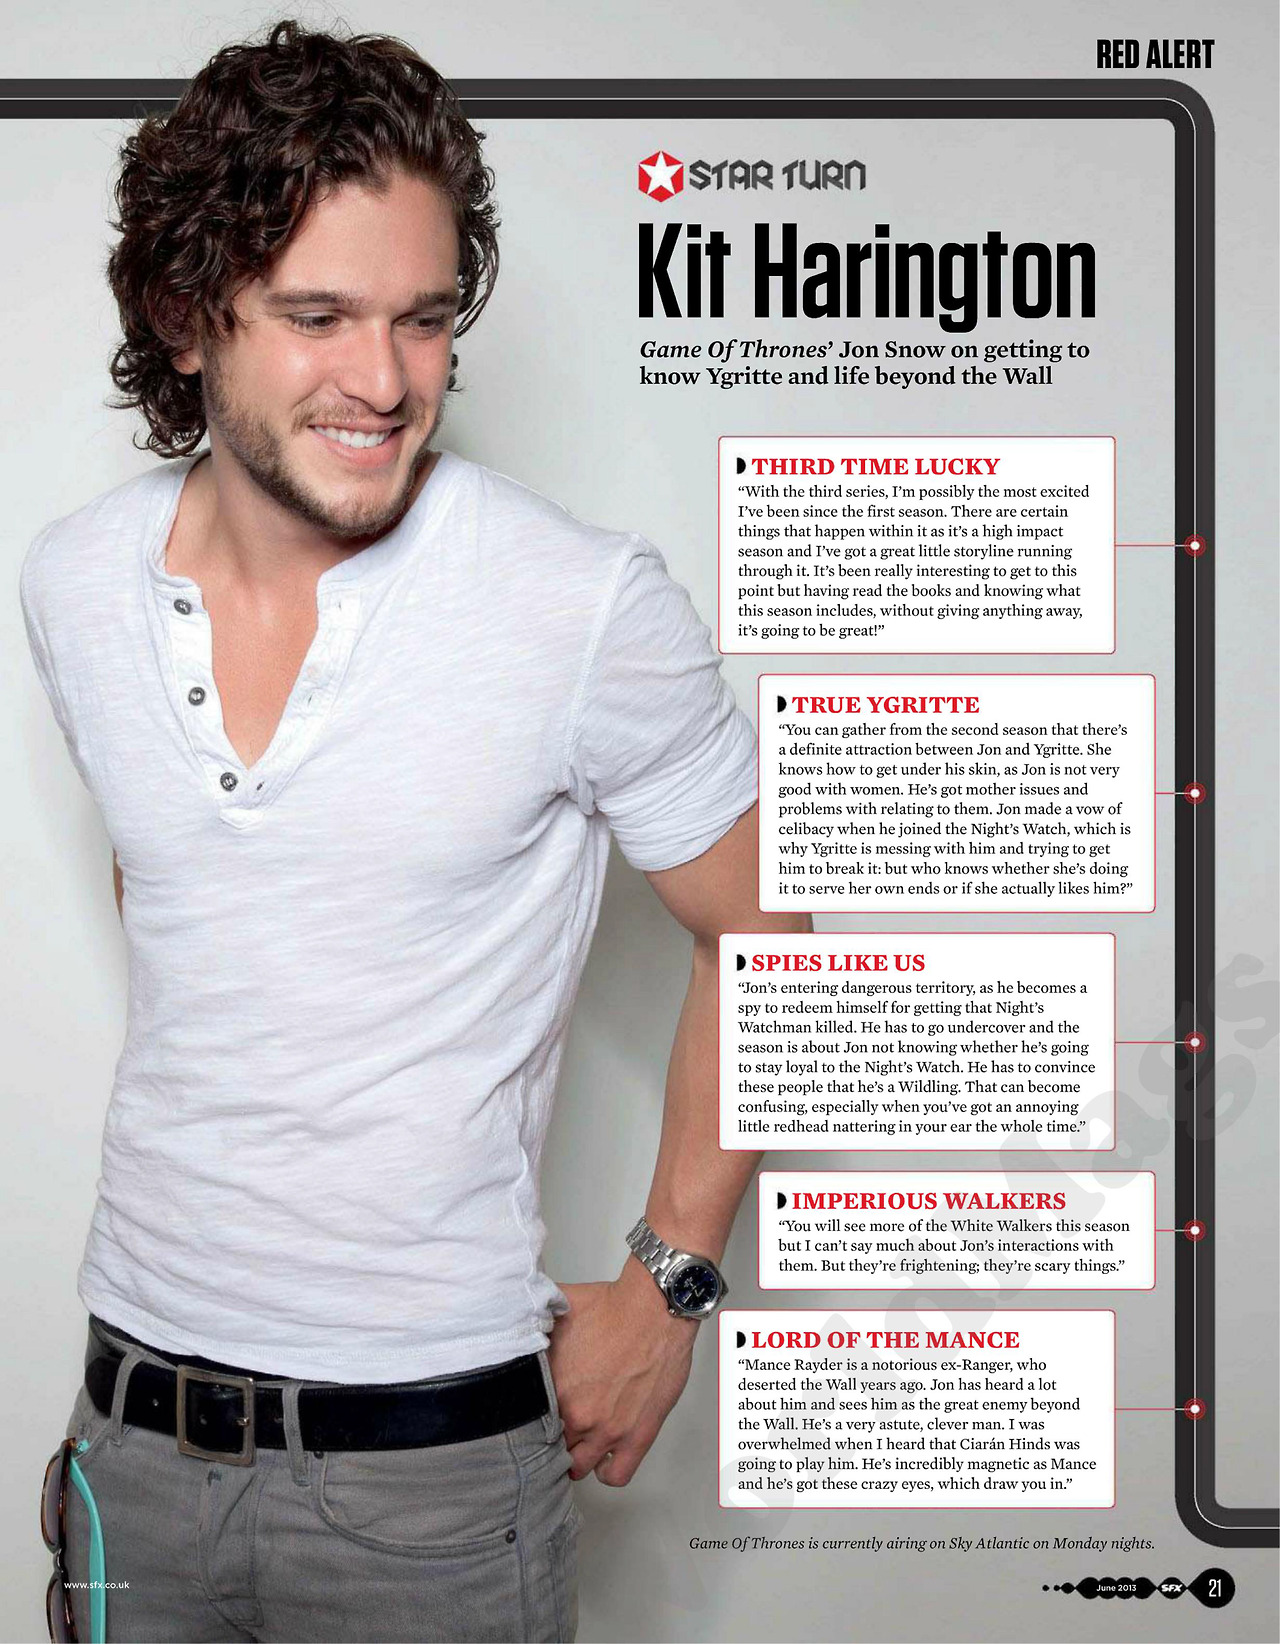 RED ALERT
STAR TURN
Kit Harington
Game Of Thrones’ Jon Snow on getting to
know Ygritte and life beyond the Wall
THIRD TIME LUCKY
“With the third series, I’m possibly the most excited
I’ve been since the first season. There are certain
things that happen within it as it’s a high impact
season and I’ve got a great little storyline running
through it. It’s been really interesting to get to this
point but having read the books and knowing what
this season includes, without giving anything away,
it’s going to be great!”
TRUE YGRITTE
“You can gather from the second season that there’s
a definite attraction between Jon and Ygritte. She
knows how to get under his skin, as Jon is not very
good with women. He’s got mother issues and
problems with relating to them. Jon made a vow of
celibacy when he joined the Night’s Watch, which is
why Ygritte is messing with him and trying to get
him to break it: but who knows whether she’s doing
it to serve her own ends or if she actually likes him?”
SPIES LIKE US
“Jon’s entering dangerous territory, as he becomes a
spy to redeem himself for getting that Night’s
Watchman killed. He has to go undercover and the
season is about Jon not knowing whether he’s going
to stay loyal to the Night’s Watch. He has to convince
these people that he’s a Wildling. That can become
confusing, especially when you’ve got an annoying
little redhead nattering in your ear the whole time.”
IMPERIOUS WALKERS
“You will see more of the White Walkers this season
but I can’t say much about Jon’s interactions with
them. But they’re frightening; they’re scary things.”
LORD OF THE MANCE
“Mance Rayder is a notorious ex-Ranger, who
deserted the Wall years ago. Jon has heard a lot
about him and sees him as the great enemy beyond
the Wall. He’s a very astute, clever man. I was
overwhelmed when I heard that Ciarán Hinds was
going to play him. He’s incredibly magnetic as Mance
and he’s got these crazy eyes, which draw you in.”
Game Of Thrones is currently airing on Sky Atlantic on Monday nights.
www.sfx.co.uk
June 2013 SFX 21